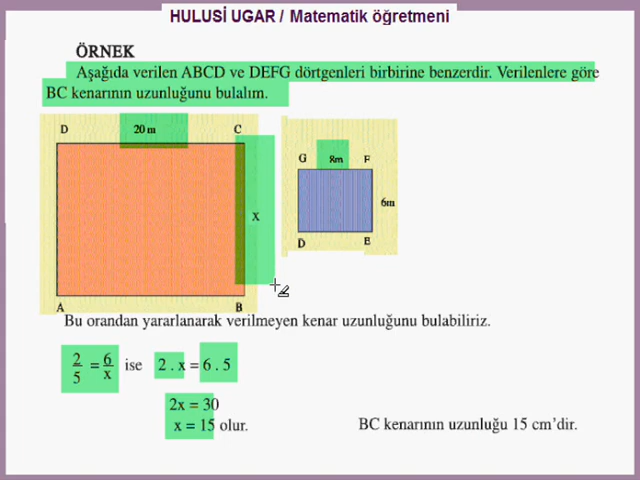 HULUSİ UGAR / Matematik öğretmeni
ÖRNEK
Aşağıda verilen ABCD ve DEFG dörtgenleri birbirine benzerdir. Verilenlere göre
BC kenarının uzunluğunu bulalım.
D 20 m C
G 8m F
x
6m
D E
A B
Bu orandan yararlanarak verilmeyen kenar uzunluğunu bulabiliriz.
2/5 = 6/x ise 2 . x = 6 . 5
2x = 30
x = 15 olur.
BC kenarının uzunluğu 15 cm’dir.